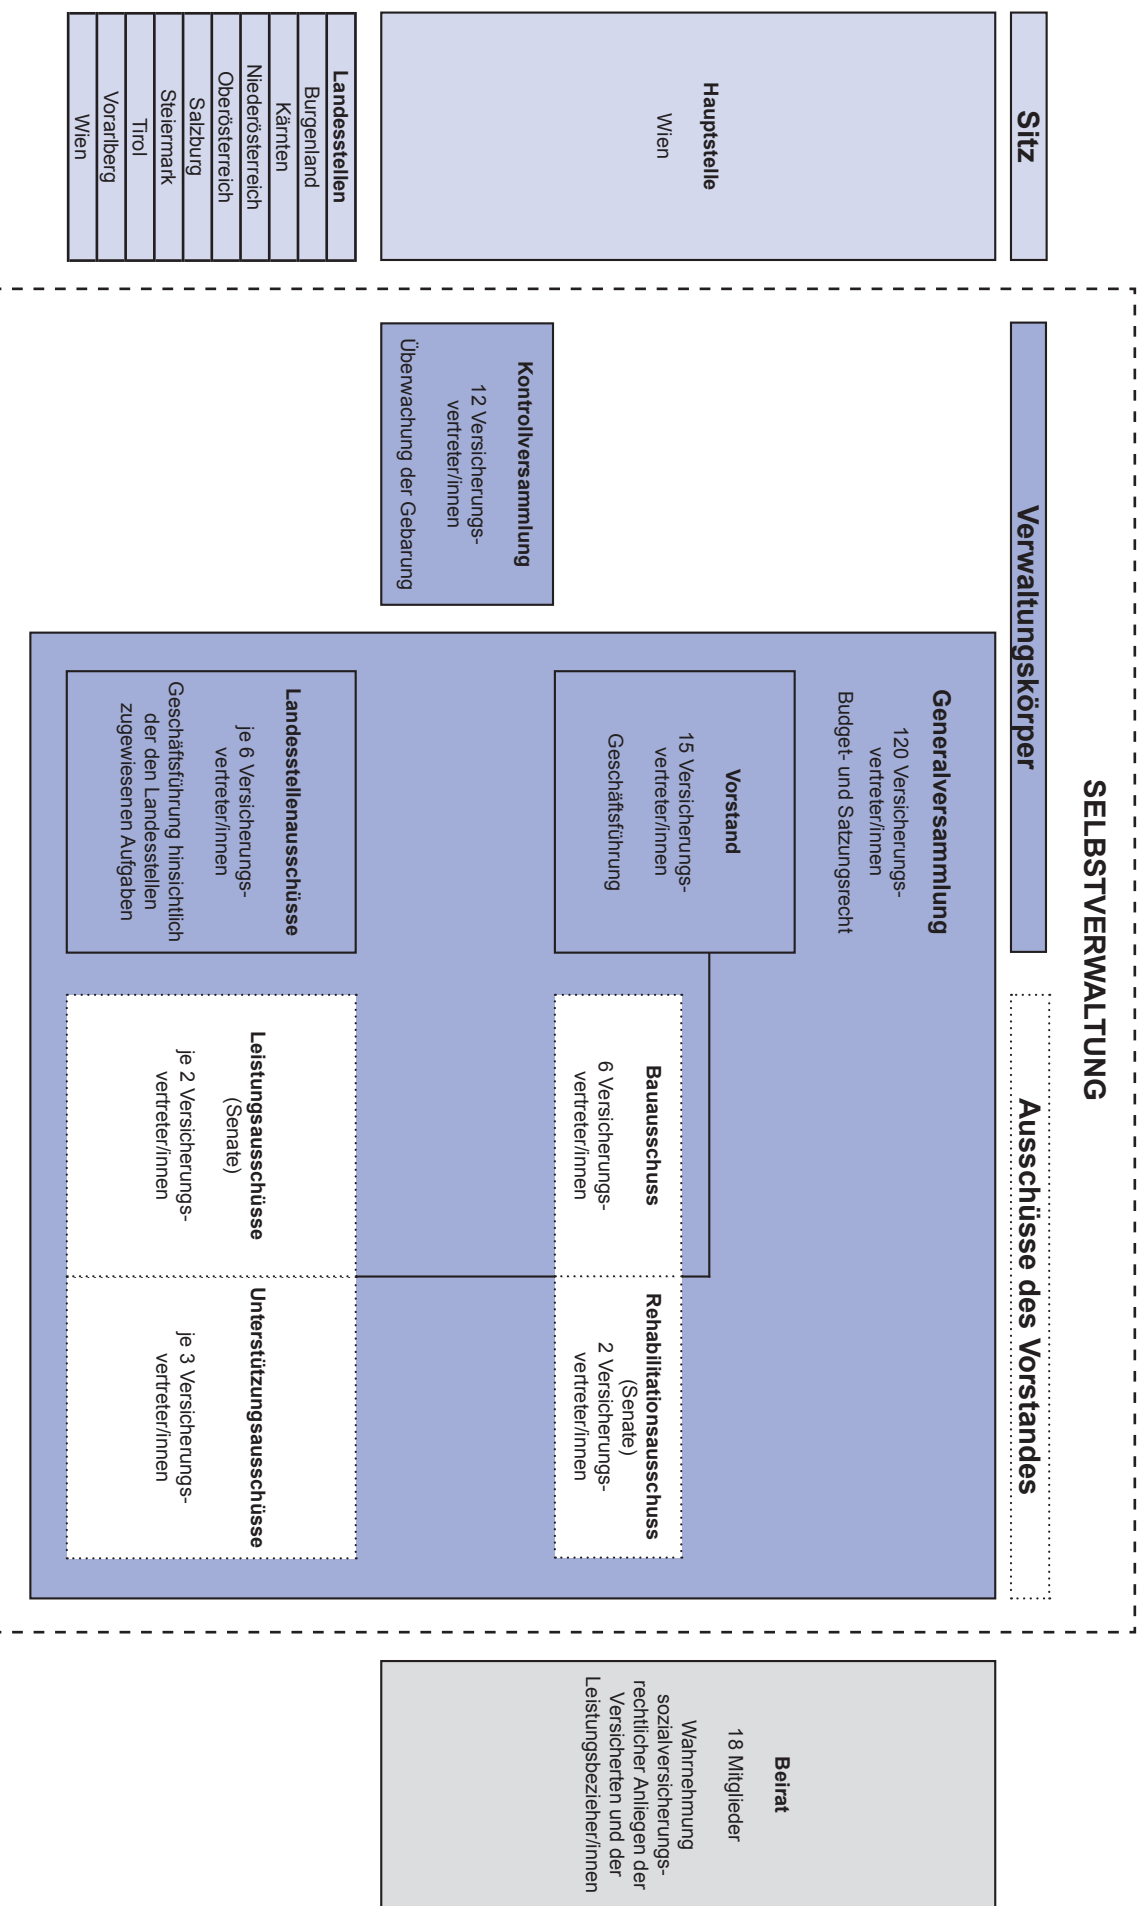 SELBSTVERWALTUNG
Sitz
Verwaltungskörper
Ausschüsse des Vorstandes
Hauptstelle
Wien
Generalversammlung
120 Versicherungs-
vertreter/innen
Budget- und Satzungsrecht
Vorstand
15 Versicherungs-
vertreter/innen
Geschäftsführung
Bauausschuss
6 Versicherungs-
vertreter/innen
Rehabilitationsausschuss
(Senate)
2 Versicherungs-
vertreter/innen
Kontrollversammlung
12 Versicherungs-
vertreter/innen
Überwachung der Gebarung
Beirat
18 Mitglieder
Wahrnehmung
sozialversicherungs-
rechtlicher Anliegen der
Versicherten und der
Leistungsbezieher/innen
Landesstellen
Burgenland
Kärnten
Niederösterreich
Oberösterreich
Salzburg
Steiermark
Tirol
Vorarlberg
Wien
Landesstellenausschüsse
je 6 Versicherungs-
vertreter/innen
Geschäftsführung hinsichtlich
der den Landesstellen
zugewiesenen Aufgaben
Leistungsausschüsse
(Senate)
je 2 Versicherungs-
vertreter/innen
Unterstützungsausschüsse
je 3 Versicherungs-
vertreter/innen